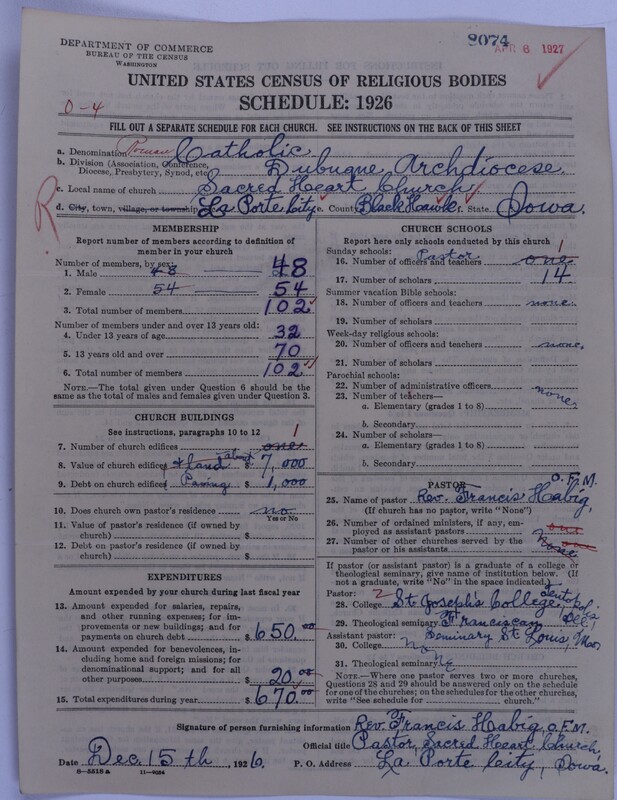 8074
APR 6 1927
DEPARTMENT OF COMMERCE
BUREAU OF THE CENSUS
WASHINGTON
UNITED STATES CENSUS OF RELIGIOUS BODIES
SCHEDULE: 1926
0-4
FILL OUT A SEPARATE SCHEDULE FOR EACH CHURCH. SEE INSTRUCTIONS ON THE BACK OF THIS SHEET
a. Denomination Roman Catholic
b. Division (Association, Conference, Diocese, Presbytery, Synod, etc.) Dubuque Archdiocese.
c. Local name of church Sacred Heart Church
R
d. City, town, village, or township La Porte City e. County Black Hawk f. State Iowa.
MEMBERSHIP
Report number of members according to definition of member in your church
Number of members, by sex:
1. Male 48 48
2. Female 54 54
3. Total number of members 102
Number of members under and over 13 years old:
4. Under 13 years of age 32
5. 13 years old and over 70
6. Total number of members 102
NOTE.—The total given under Question 6 should be the same as the total of males and females given under Question 3.
CHURCH BUILDINGS
See instructions, paragraphs 10 to 12
7. Number of church edifices one 1
8. Value of church edifices & land about $ 7,000
9. Debt on church edifices Paving $ 1,000
10. Does church own pastor's residence? no
Yes or No
11. Value of pastor's residence (if owned by church) $
12. Debt on pastor's residence (if owned by church) $
EXPENDITURES
Amount expended by your church during last fiscal year
13. Amount expended for salaries, repairs, and other running expenses; for improvements or new buildings; and for payments on church debt $ 650.00
14. Amount expended for benevolences, including home and foreign missions; for denominational support; and for all other purposes $ 20.00
15. Total expenditures during year $ 670.00
CHURCH SCHOOLS
Report here only schools conducted by this church
Sunday schools: Pastor 1
16. Number of officers and teachers one
17. Number of scholars 14
Summer vacation Bible schools:
18. Number of officers and teachers none
19. Number of scholars
Week-day religious schools:
20. Number of officers and teachers none,
21. Number of scholars
Parochial schools:
22. Number of administrative officers none,
23. Number of teachers—
a. Elementary (grades 1 to 8)
b. Secondary
24. Number of scholars—
a. Elementary (grades 1 to 8)
b. Secondary
PASTOR
O.F.M.
25. Name of pastor Rev. Francis Habig,
(If church has no pastor, write "None")
26. Number of ordained ministers, if any, employed as assistant pastors one
27. Number of other churches served by the pastor or his assistants None one
If pastor (or assistant pastor) is a graduate of a college or theological seminary, give name of institution below. (If not a graduate, write "No" in the space indicated.)
Pastor: 2
28. College St. Joseph's College,
29. Theological seminary Franciscan
Seminary St. Louis, Mo.
Assistant pastor:
30. College no
31. Theological seminary
NOTE.—Where one pastor serves two or more churches, Questions 28 and 29 should be answered only on the schedule for one of the churches; on the schedules for the other churches, write "See schedule for ........ church."
Signature of person furnishing information Rev. Francis Habig, O.F.M.
Official title Pastor, Sacred Heart Church,
Date Dec. 15th, 1926. P. O. Address La Porte City, Iowa.
8-5518a 11-9084